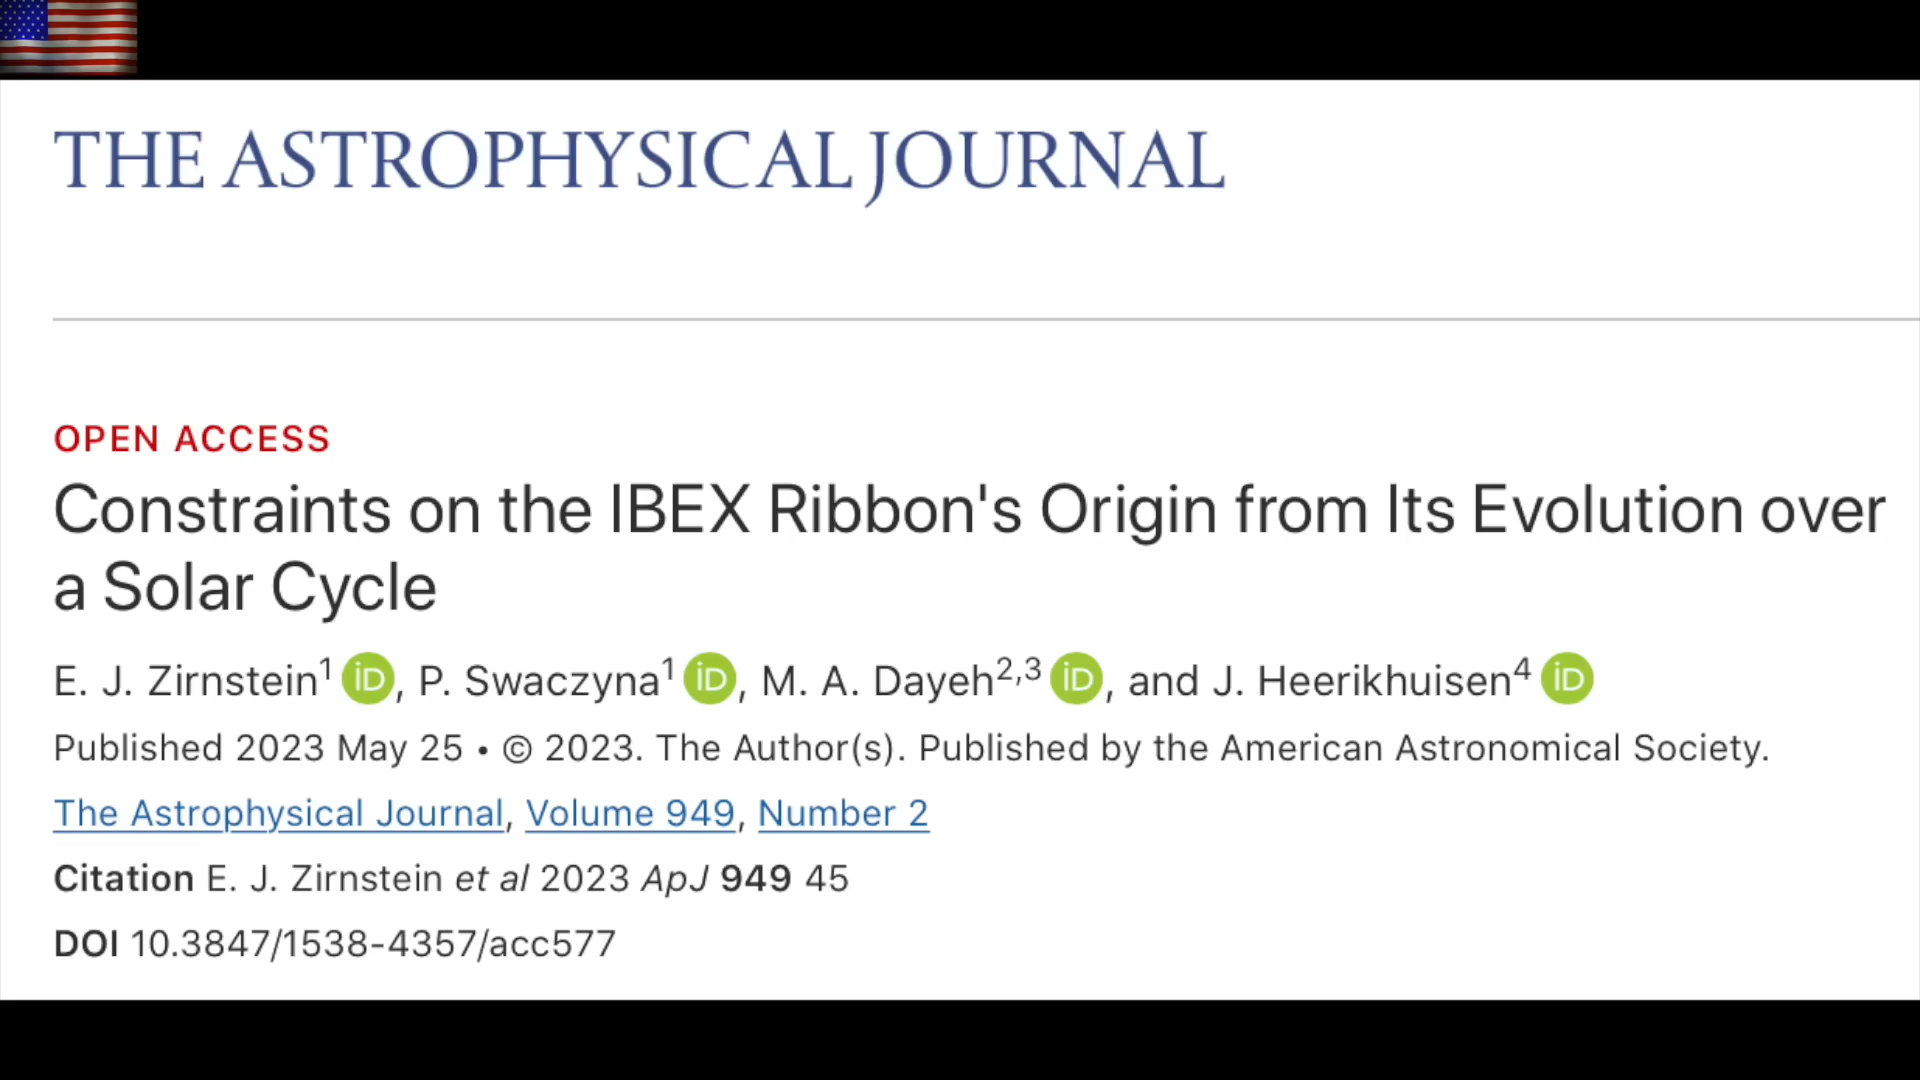 THE ASTROPHYSICAL JOURNAL
OPEN ACCESS
Constraints on the IBEX Ribbon's Origin from Its Evolution over
a Solar Cycle
E. J. Zirnstein1 iD, P. Swaczyna1 iD, M. A. Dayeh2,3 iD, and J. Heerikhuisen4 iD
Published 2023 May 25 • © 2023. The Author(s). Published by the American Astronomical Society.
The Astrophysical Journal, Volume 949, Number 2
Citation E. J. Zirnstein et al 2023 ApJ 949 45
DOI 10.3847/1538-4357/acc577